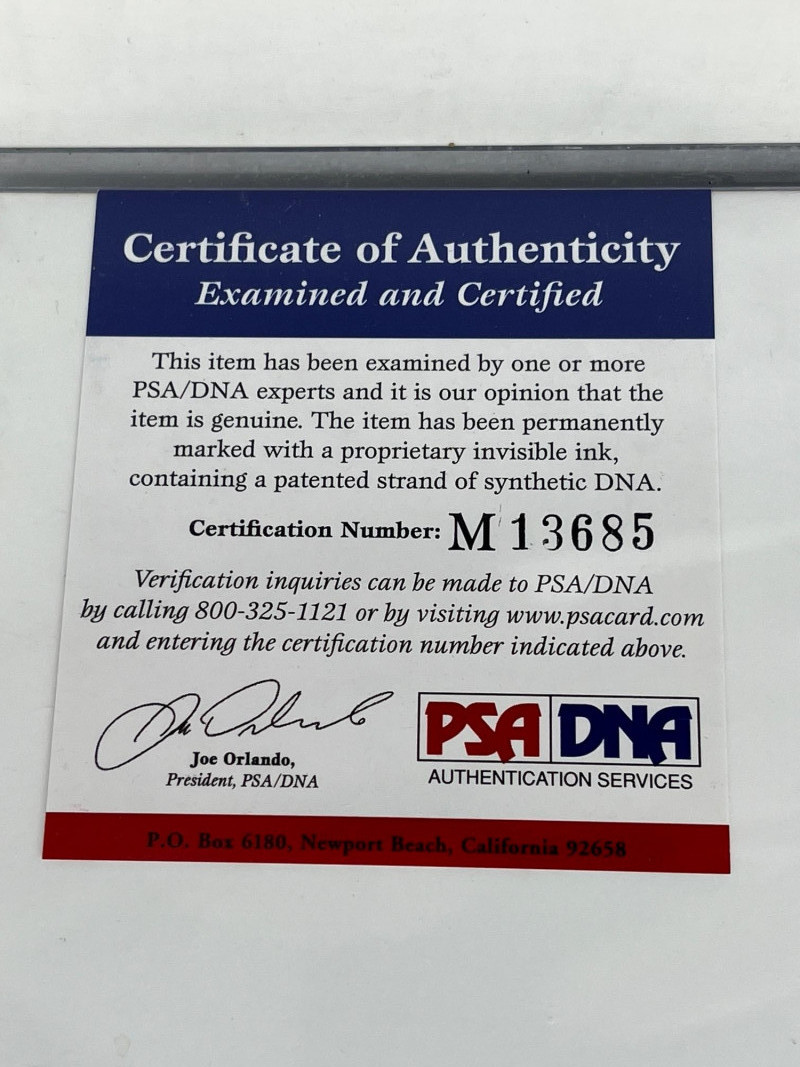 Certificate of Authenticity
Examined and Certified
This item has been examined by one or more
PSA/DNA experts and it is our opinion that the
item is genuine. The item has been permanently
marked with a proprietary invisible ink,
containing a patented strand of synthetic DNA.
Certification Number: M13685
Verification inquiries can be made to PSA/DNA
by calling 800-325-1121 or by visiting www.psacard.com
and entering the certification number indicated above.
Joe Orlando,
President, PSA/DNA
PSA DNA
AUTHENTICATION SERVICES
P.O. Box 6180, Newport Beach, California 92658